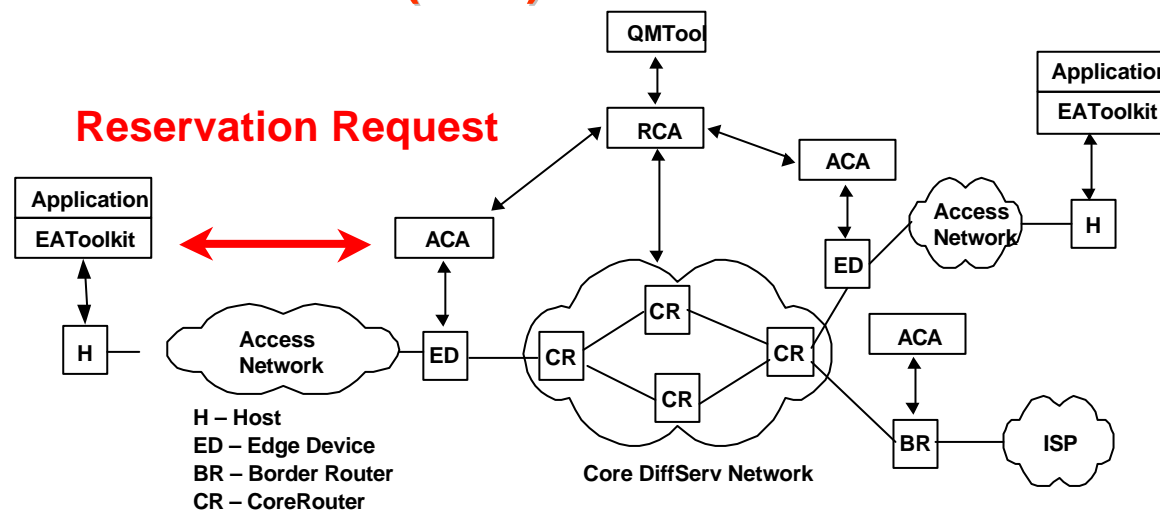 QMTool
Application
EAToolkit
Reservation Request
RCA
ACA
Application
EAToolkit
ACA
Access
Network
H
ED
CR
H
Access
Network
ED
CR
CR
CR
ACA
BR
ISP
H – Host
ED – Edge Device
BR – Border Router
CR – CoreRouter
Core DiffServ Network